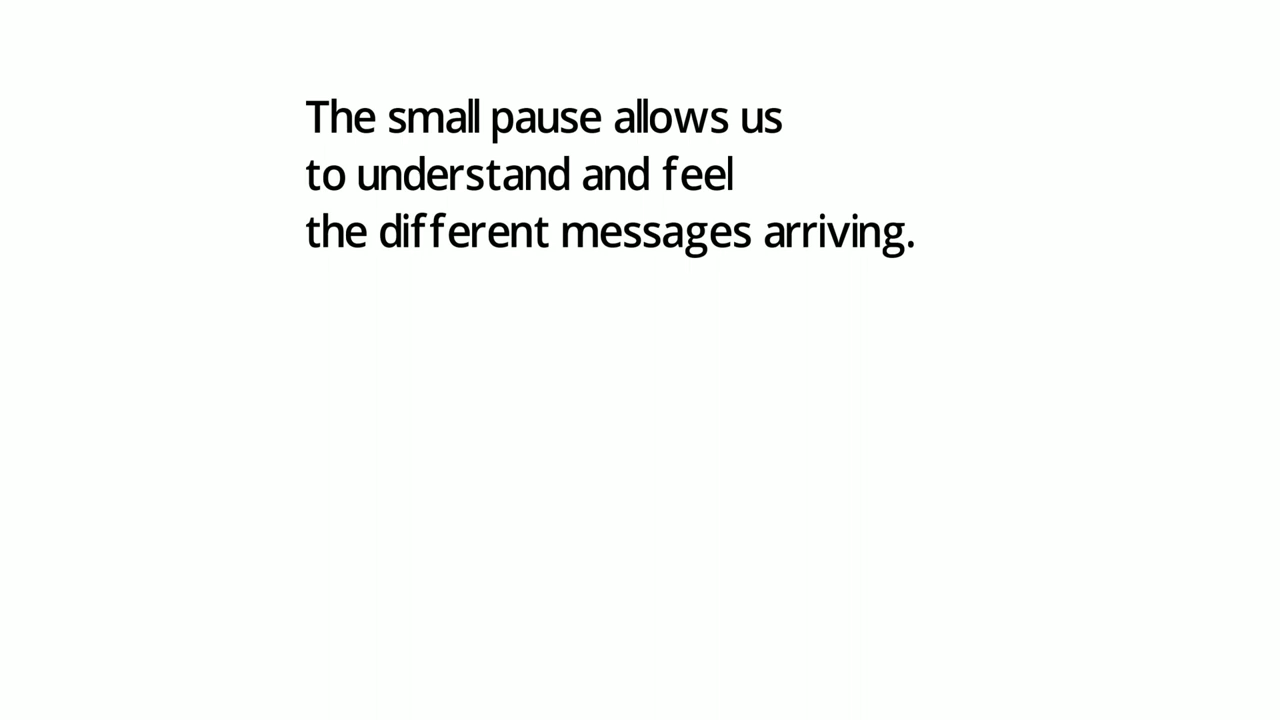 The small pause allows us
to understand and feel
the different messages arriving.